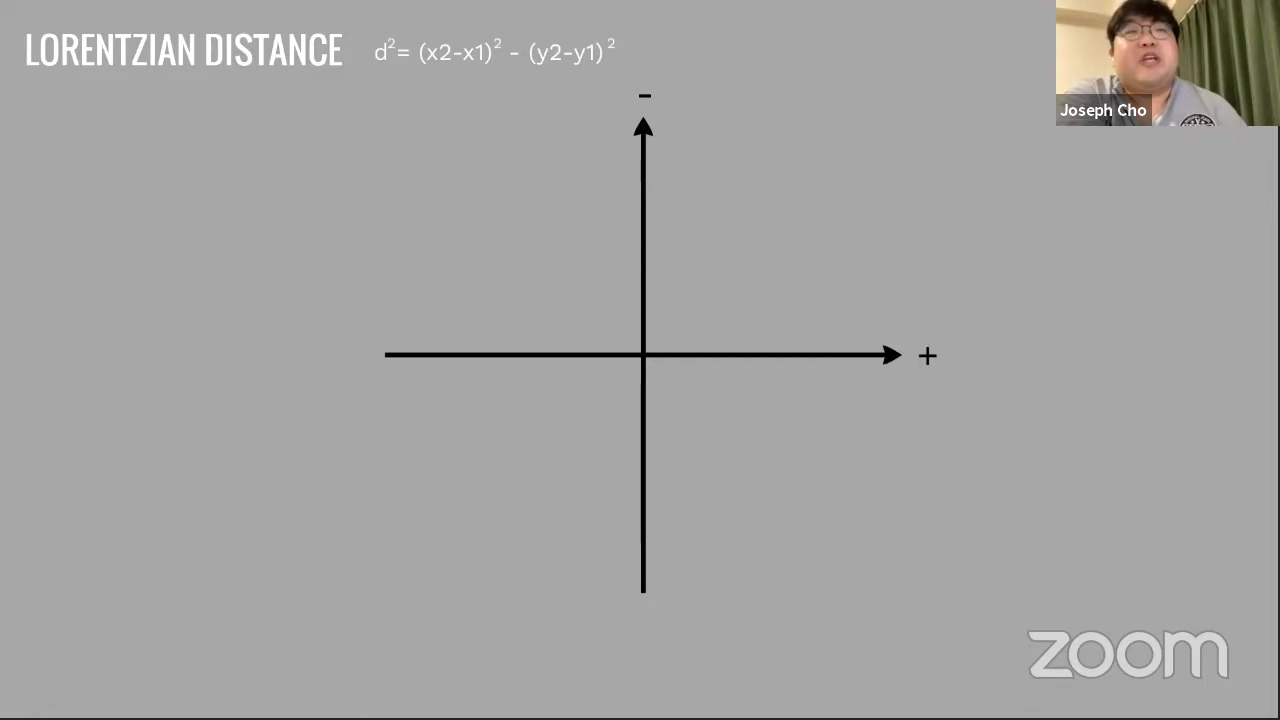 LORENTZIAN DISTANCE d²= (x2-x1)² - (y2-y1)²
Joseph Cho
-
+
zoom